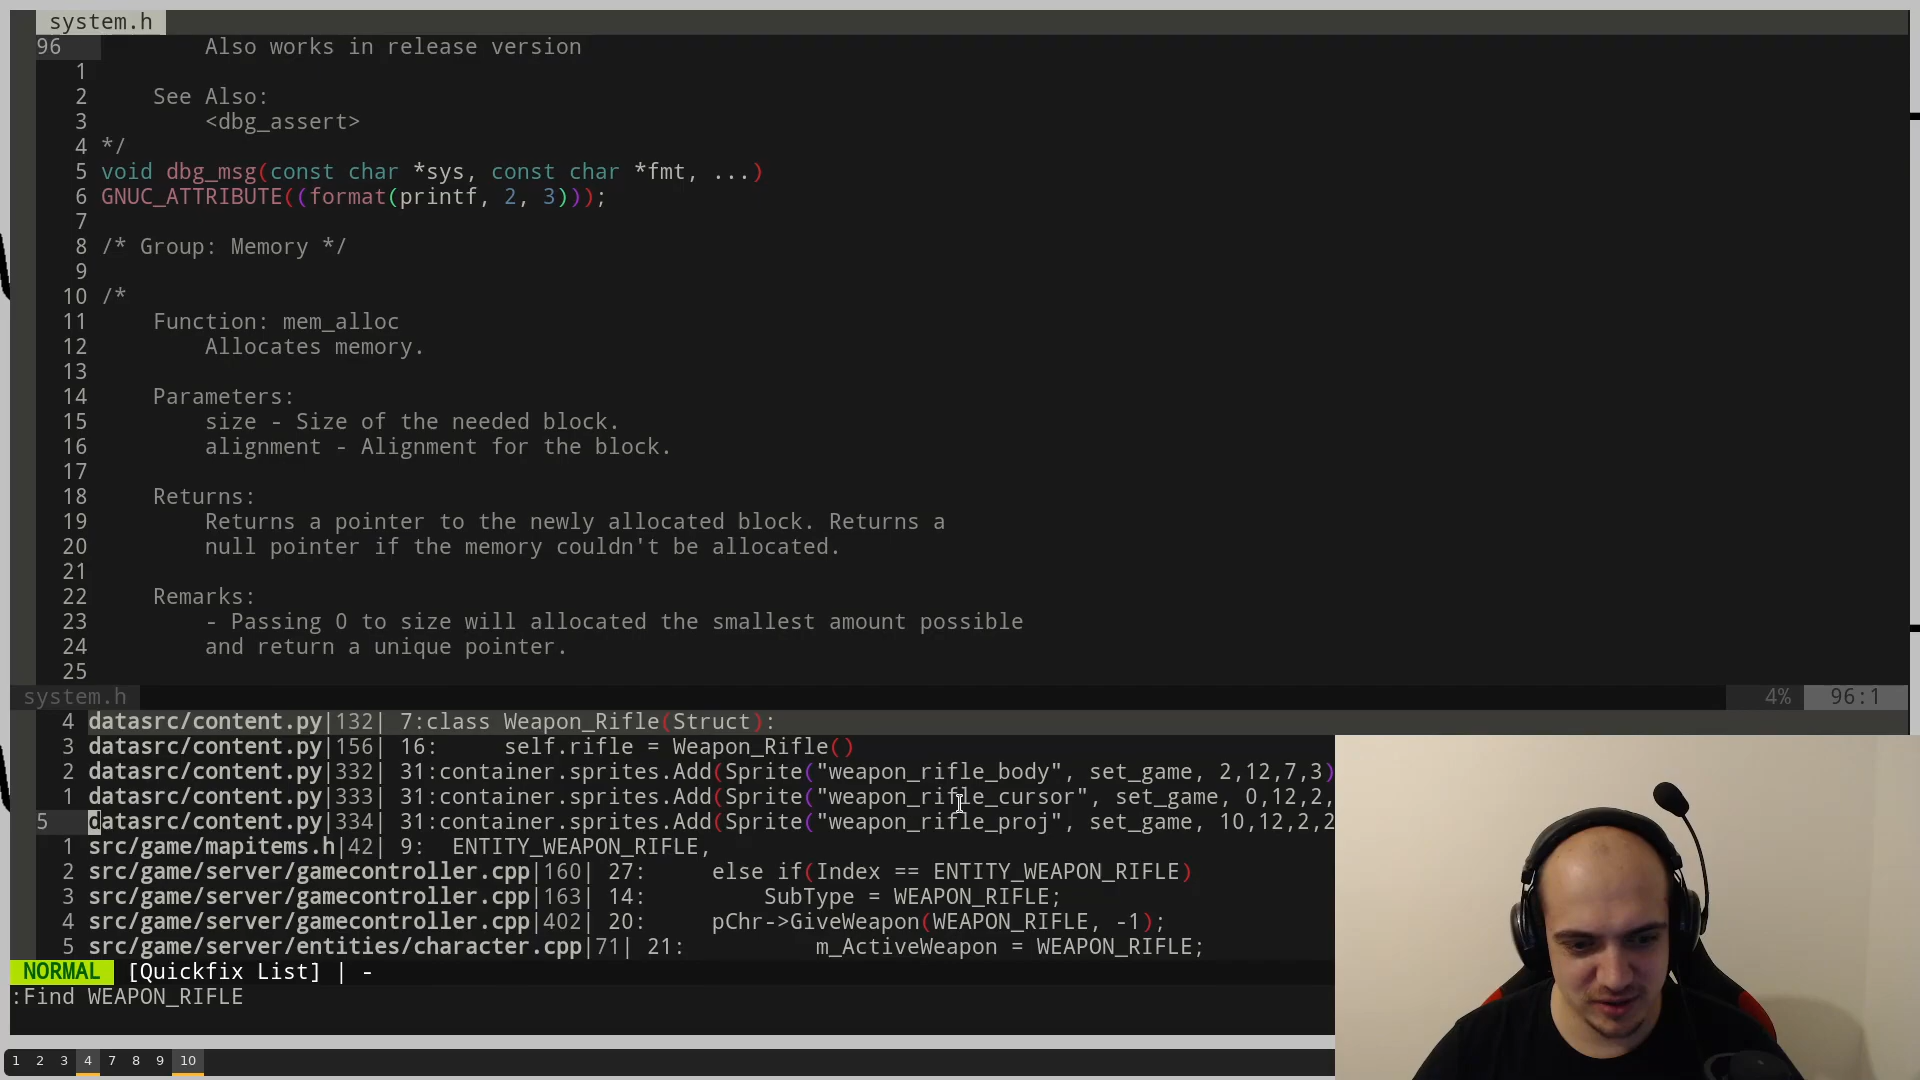 system.h
96 Also works in release version
1
2 See Also:
3 <dbg_assert>
4 */
5 void dbg_msg(const char *sys, const char *fmt, ...)
6 GNUC_ATTRIBUTE((format(printf, 2, 3)));
7
8 /* Group: Memory */
9
10 /*
11 Function: mem_alloc
12 Allocates memory.
13
14 Parameters:
15 size - Size of the needed block.
16 alignment - Alignment for the block.
17
18 Returns:
19 Returns a pointer to the newly allocated block. Returns a
20 null pointer if the memory couldn't be allocated.
21
22 Remarks:
23 - Passing 0 to size will allocated the smallest amount possible
24 and return a unique pointer.
25
system.h 4% 96:1
4 datasrc/content.py|132| 7:class Weapon_Rifle(Struct):
3 datasrc/content.py|156| 16: self.rifle = Weapon_Rifle()
2 datasrc/content.py|332| 31:container.sprites.Add(Sprite("weapon_rifle_body", set_game, 2,12,7,3)
1 datasrc/content.py|333| 31:container.sprites.Add(Sprite("weapon_rifle_cursor", set_game, 0,12,2,
5 datasrc/content.py|334| 31:container.sprites.Add(Sprite("weapon_rifle_proj", set_game, 10,12,2,2
1 src/game/mapitems.h|42| 9: ENTITY_WEAPON_RIFLE,
2 src/game/server/gamecontroller.cpp|160| 27: else if(Index == ENTITY_WEAPON_RIFLE)
3 src/game/server/gamecontroller.cpp|163| 14: SubType = WEAPON_RIFLE;
4 src/game/server/gamecontroller.cpp|402| 20: pChr->GiveWeapon(WEAPON_RIFLE, -1);
5 src/game/server/entities/character.cpp|71| 21: m_ActiveWeapon = WEAPON_RIFLE;
NORMAL [Quickfix List] | -
:Find WEAPON_RIFLE
1 2 3 4 7 8 9 10